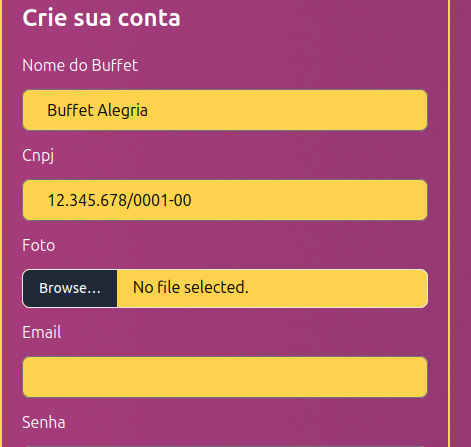 Crie sua conta
Nome do Buffet
Buffet Alegria
Cnpj
12.345.678/0001-00
Foto
Browse... No file selected.
Email
Senha